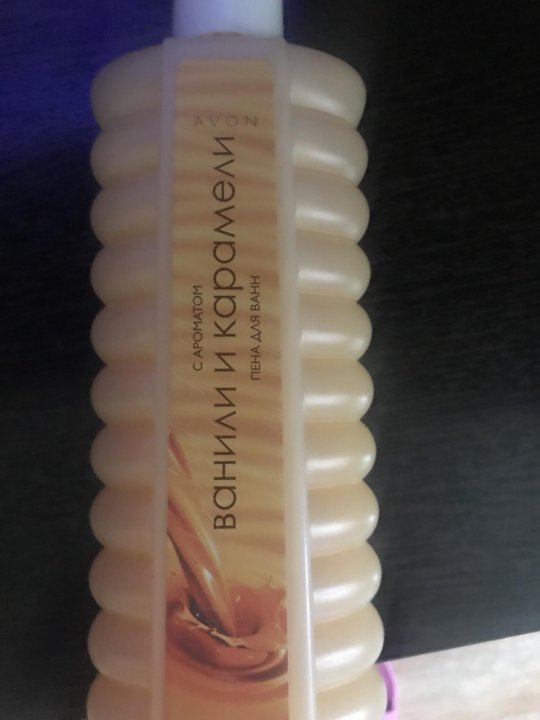 AVON
С АРОМАТОМ
ванили и карамели
ПЕНА ДЛЯ ВАНН